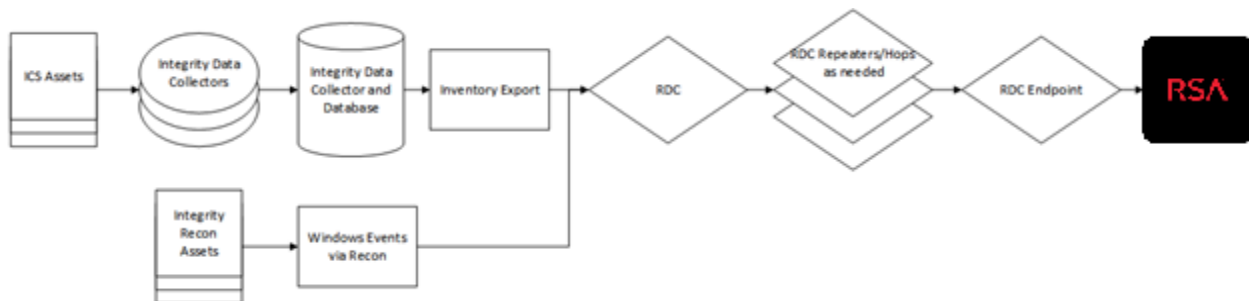 ICS Assets
Integrity Data
Collectors
Integrity Data
Collector and
Database
Inventory Export
RDC
RDC Repeaters/Hops
as needed
RDC Endpoint
RSA
Integrity
Recon
Assets
Windows Events
via Recon